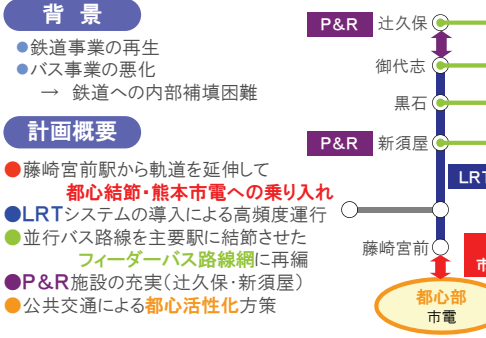 背 景
●鉄道事業の再生
●バス事業の悪化
→ 鉄道への内部補填困難
計画概要
●藤崎宮前駅から軌道を延伸して
都心結節・熊本市電への乗り入れ
●LRTシステムの導入による高頻度運行
●並行バス路線を主要駅に結節させた
フィーダーバス路線網に再編
●P&R施設の充実(辻久保・新須屋)
●公共交通による都心活性化方策
P&R 辻久保
御代志
黒石
P&R 新須屋
LRT
藤崎宮前
市
都心部
市電